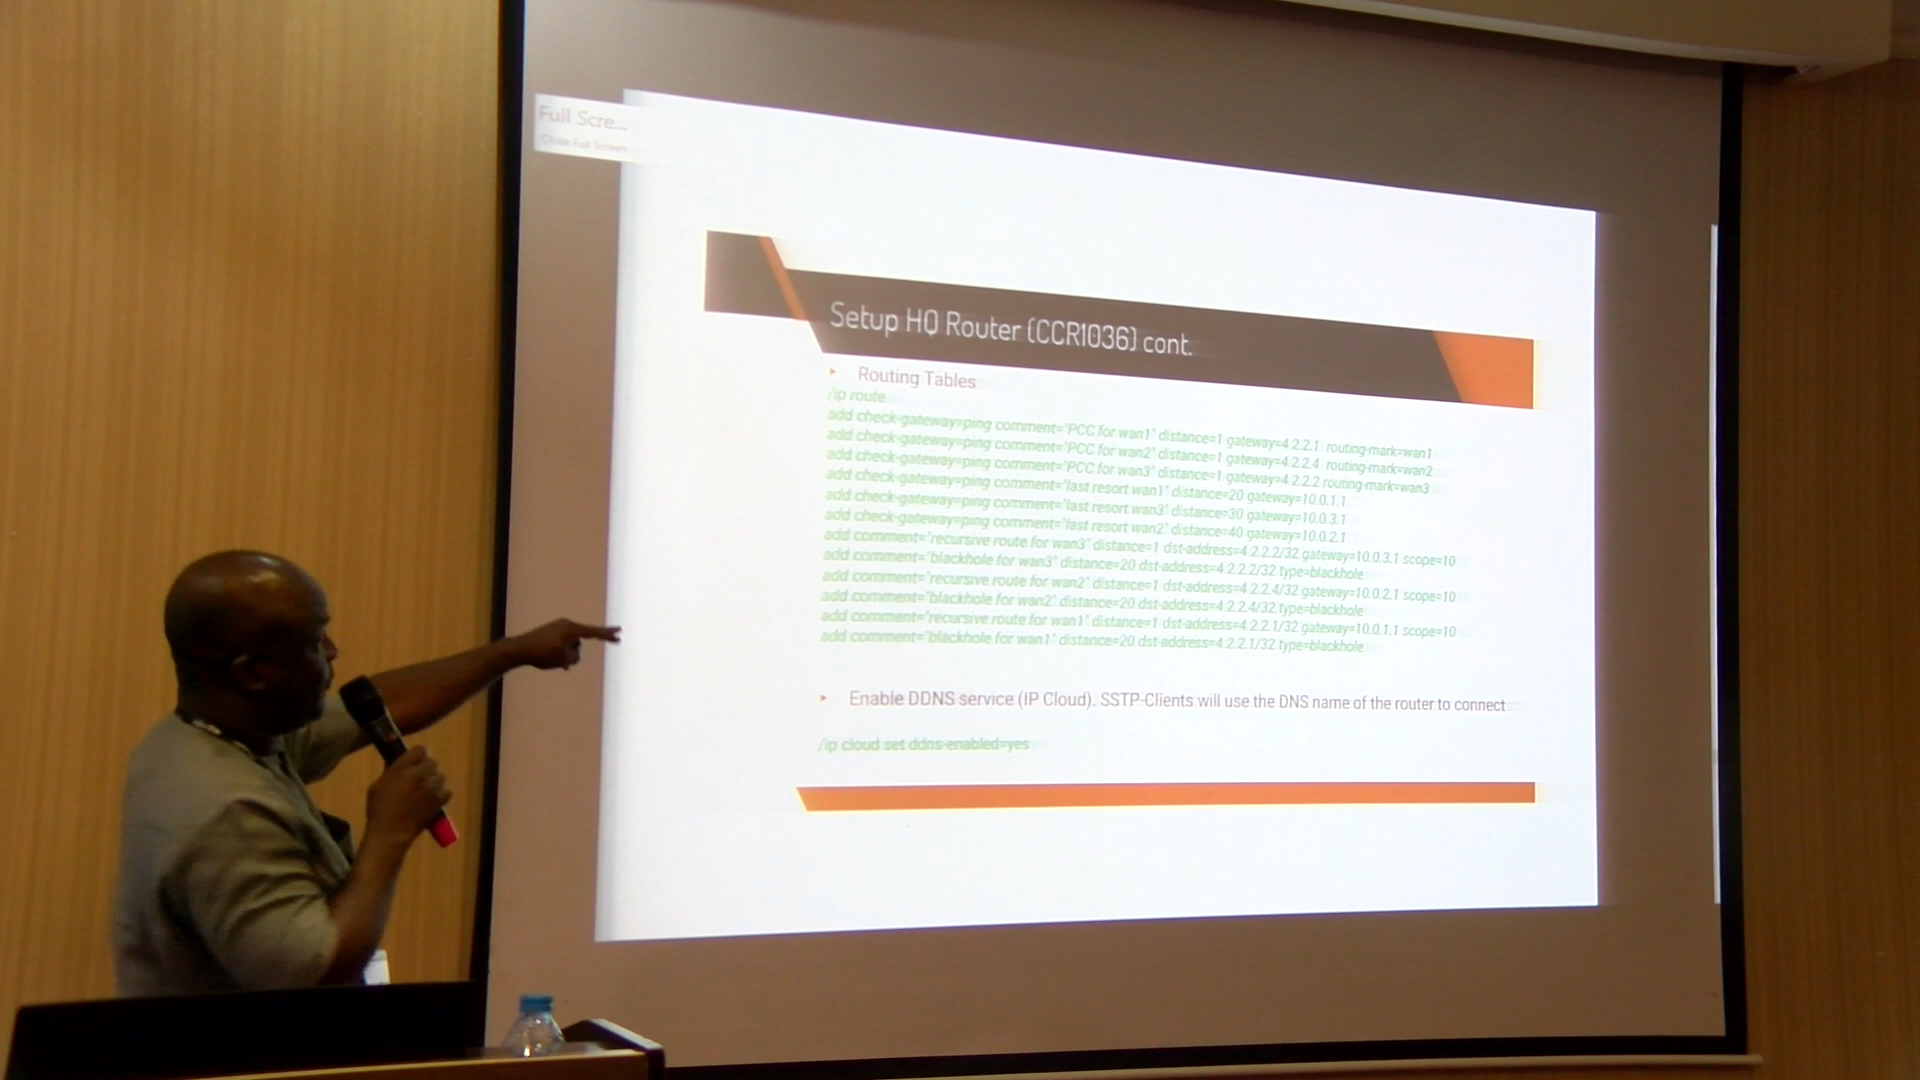 Full Scre...
Close Full Screen
Setup HQ Router (CCR1036) cont.
Routing Tables
/ip route
add check-gateway=ping comment="PCC for wan1" distance=1 gateway=4.2.2.1 routing-mark=wan1
add check-gateway=ping comment="PCC for wan2" distance=1 gateway=4.2.2.4 routing-mark=wan2
add check-gateway=ping comment="PCC for wan3" distance=1 gateway=4.2.2.2 routing-mark=wan3
add check-gateway=ping comment="last resort wan1" distance=20 gateway=10.0.1.1
add check-gateway=ping comment="last resort wan3" distance=30 gateway=10.0.3.1
add check-gateway=ping comment="last resort wan2" distance=40 gateway=10.0.2.1
add comment="recursive route for wan3" distance=1 dst-address=4.2.2.2/32 gateway=10.0.3.1 scope=10
add comment="blackhole for wan3" distance=20 dst-address=4.2.2.2/32 type=blackhole
add comment="recursive route for wan2" distance=1 dst-address=4.2.2.4/32 gateway=10.0.2.1 scope=10
add comment="blackhole for wan2" distance=20 dst-address=4.2.2.4/32 type=blackhole
add comment="recursive route for wan1" distance=1 dst-address=4.2.2.1/32 gateway=10.0.1.1 scope=10
add comment="blackhole for wan1" distance=20 dst-address=4.2.2.1/32 type=blackhole
Enable DDNS service (IP Cloud). SSTP-Clients will use the DNS name of the router to connect
/ip cloud set ddns-enabled=yes